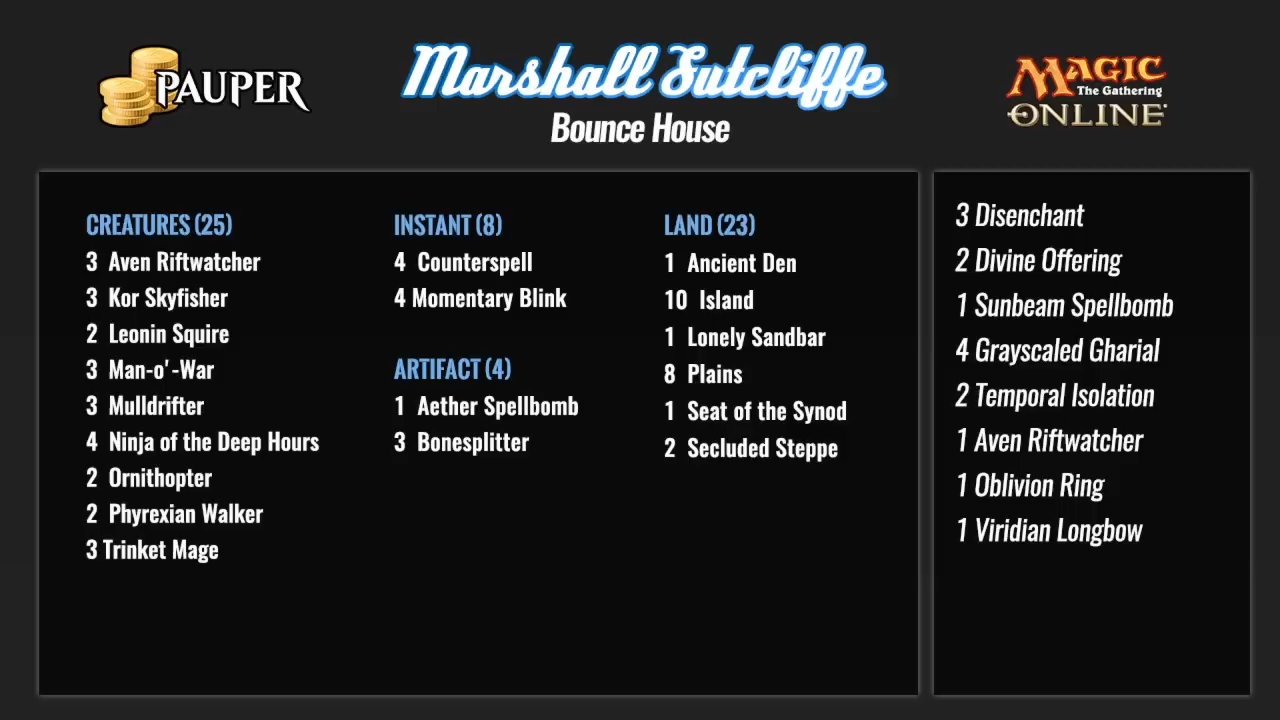 PAUPER
Marshall Sutcliffe
Bounce House
MAGIC
The Gathering
ONLINE
CREATURES (25)
3 Aven Riftwatcher
3 Kor Skyfisher
2 Leonin Squire
3 Man-o'-War
3 Mulldrifter
4 Ninja of the Deep Hours
2 Ornithopter
2 Phyrexian Walker
3 Trinket Mage
INSTANT (8)
4 Counterspell
4 Momentary Blink
ARTIFACT (4)
1 Aether Spellbomb
3 Bonesplitter
LAND (23)
1 Ancient Den
10 Island
1 Lonely Sandbar
8 Plains
1 Seat of the Synod
2 Secluded Steppe
3 Disenchant
2 Divine Offering
1 Sunbeam Spellbomb
4 Grayscaled Gharial
2 Temporal Isolation
1 Aven Riftwatcher
1 Oblivion Ring
1 Viridian Longbow